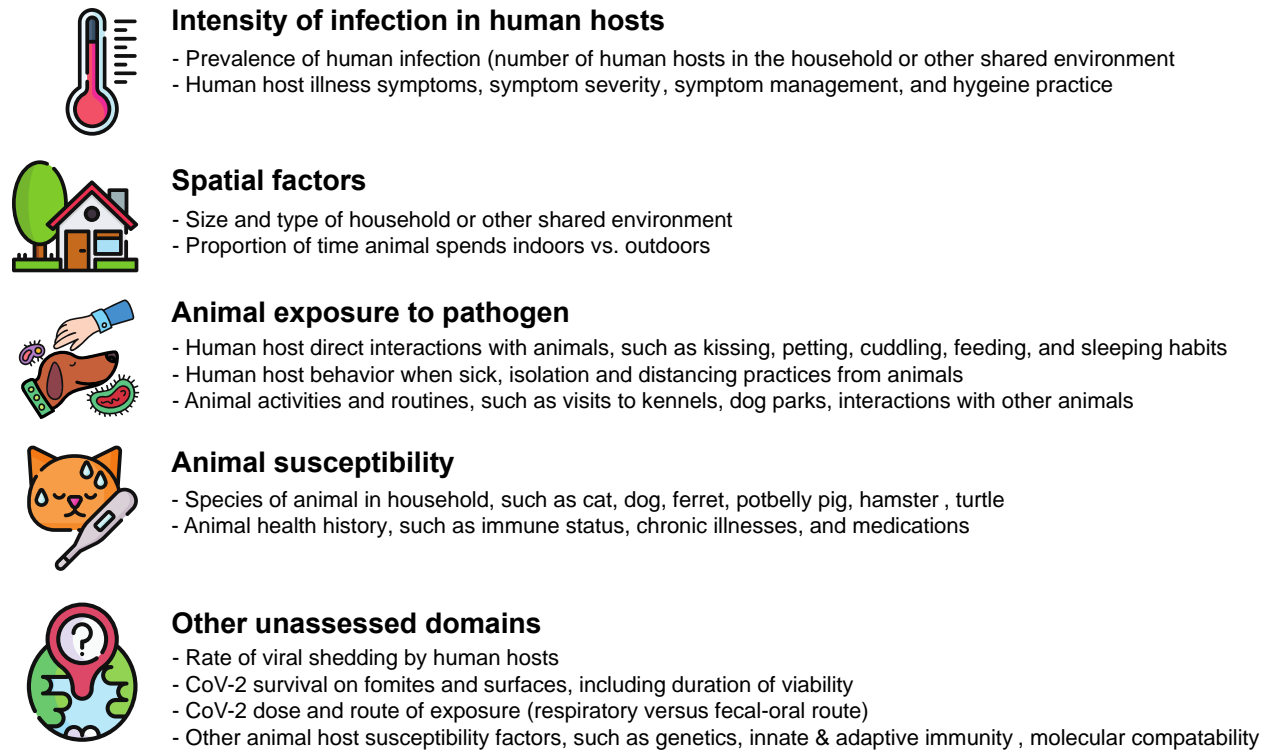 Intensity of infection in human hosts
- Prevalence of human infection (number of human hosts in the household or other shared environment
- Human host illness symptoms, symptom severity, symptom management, and hygeine practice
Spatial factors
- Size and type of household or other shared environment
- Proportion of time animal spends indoors vs. outdoors
Animal exposure to pathogen
- Human host direct interactions with animals, such as kissing, petting, cuddling, feeding, and sleeping habits
- Human host behavior when sick, isolation and distancing practices from animals
- Animal activities and routines, such as visits to kennels, dog parks, interactions with other animals
Animal susceptibility
- Species of animal in household, such as cat, dog, ferret, potbelly pig, hamster , turtle
- Animal health history, such as immune status, chronic illnesses, and medications
?
Other unassessed domains
- Rate of viral shedding by human hosts
- CoV-2 survival on fomites and surfaces, including duration of viability
- CoV-2 dose and route of exposure (respiratory versus fecal-oral route)
- Other animal host susceptibility factors, such as genetics, innate & adaptive immunity , molecular compatability